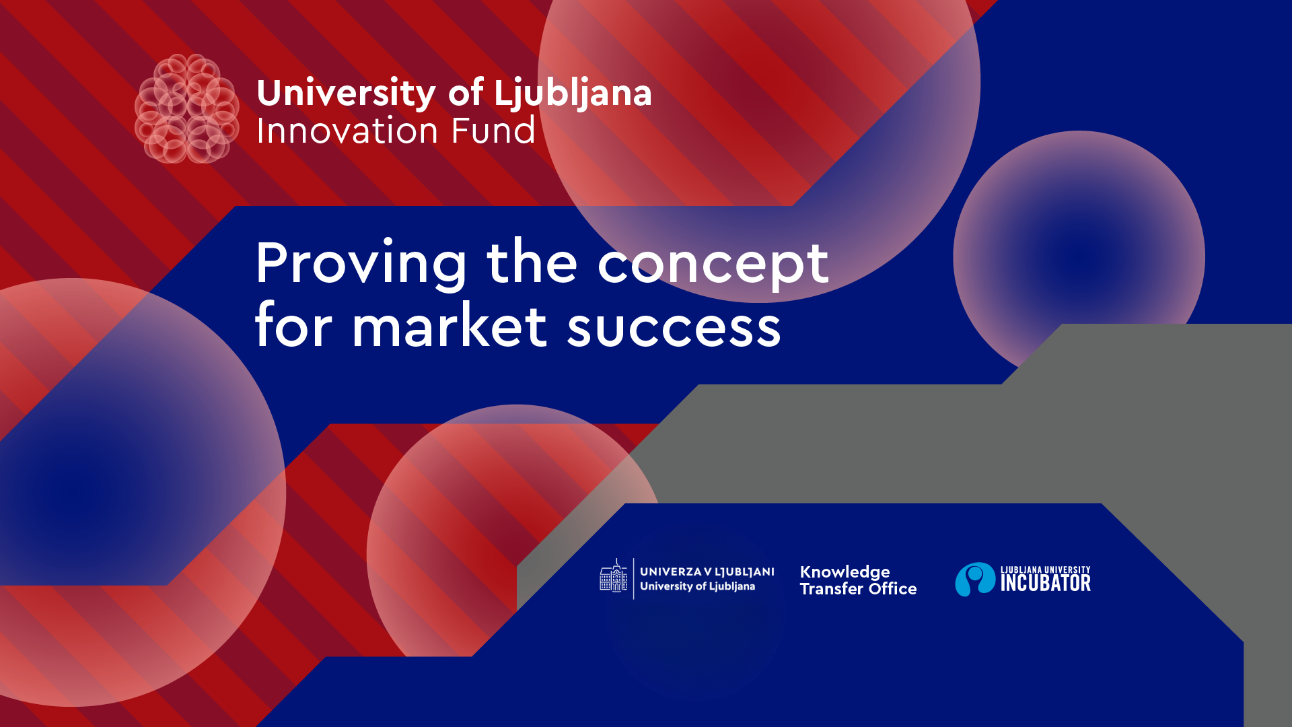 University of Ljubljana
Innovation Fund
Proving the concept
for market success
UNIVERZA V LJUBLJANI
University of Ljubljana
Knowledge
Transfer Office
LJUBLJANA UNIVERSITY
INCUBATOR